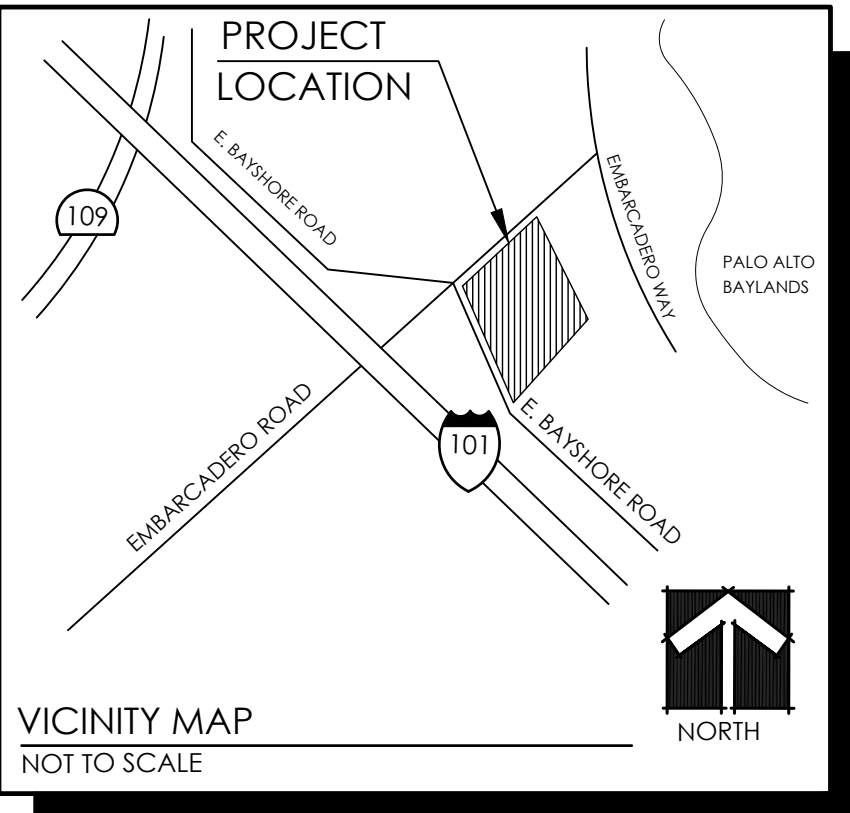 PROJECT
LOCATION
E. BAYSHORE ROAD
109
EMBARCADERO WAY
PALO ALTO
BAYLANDS
EMBARCADERO ROAD
101
E. BAYSHORE ROAD
VICINITY MAP
NOT TO SCALE
NORTH